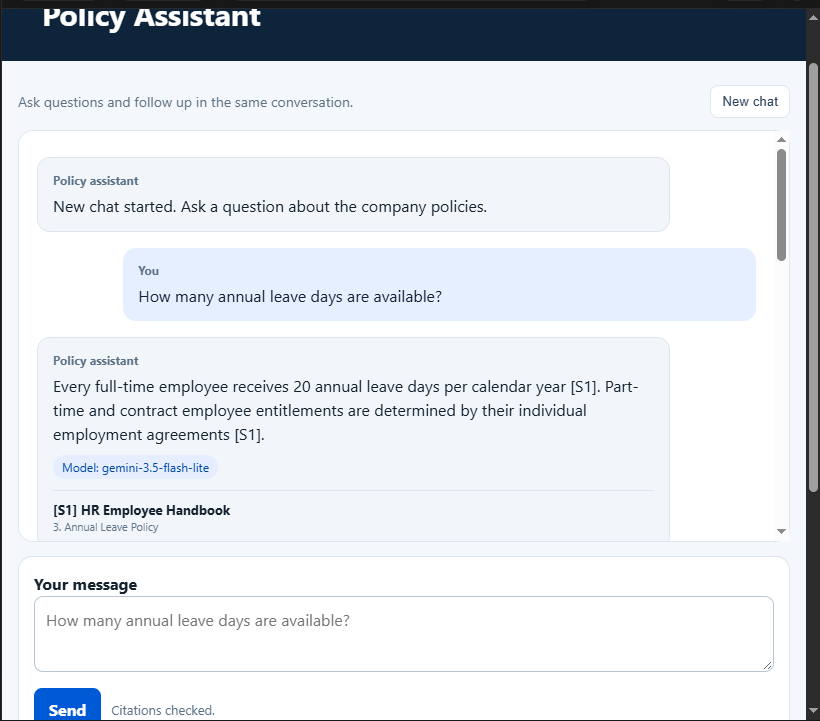 Policy Assistant
Ask questions and follow up in the same conversation.
New chat
Policy assistant
New chat started. Ask a question about the company policies.
You
How many annual leave days are available?
Policy assistant
Every full-time employee receives 20 annual leave days per calendar year [S1]. Part-
time and contract employee entitlements are determined by their individual
employment agreements [S1].
Model: gemini-3.5-flash-lite
[S1] HR Employee Handbook
3. Annual Leave Policy
Your message
How many annual leave days are available?
Send
Citations checked.